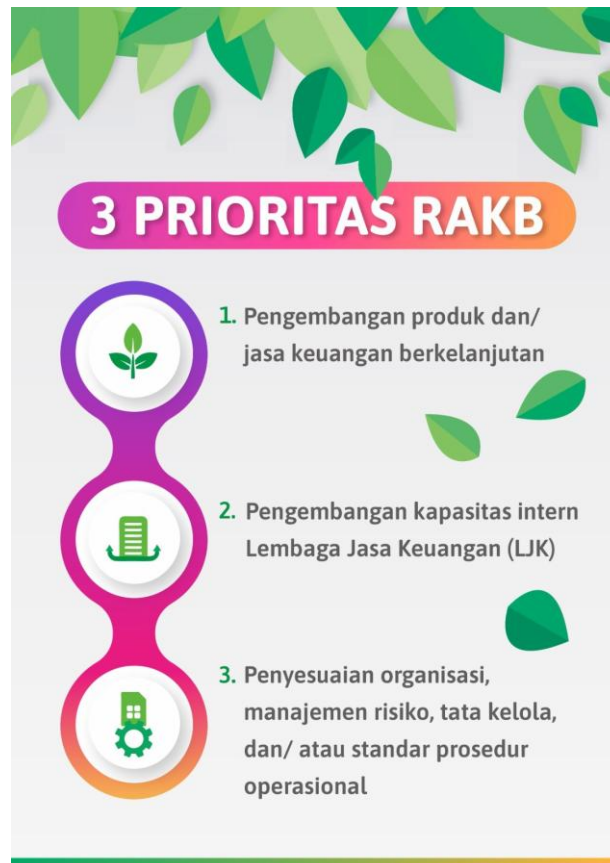 3 PRIORITAS RAKB
1. Pengembangan produk dan/
jasa keuangan berkelanjutan
2. Pengembangan kapasitas intern
Lembaga Jasa Keuangan (LJK)
3. Penyesuaian organisasi,
manajemen risiko, tata kelola,
dan/ atau standar prosedur
operasional